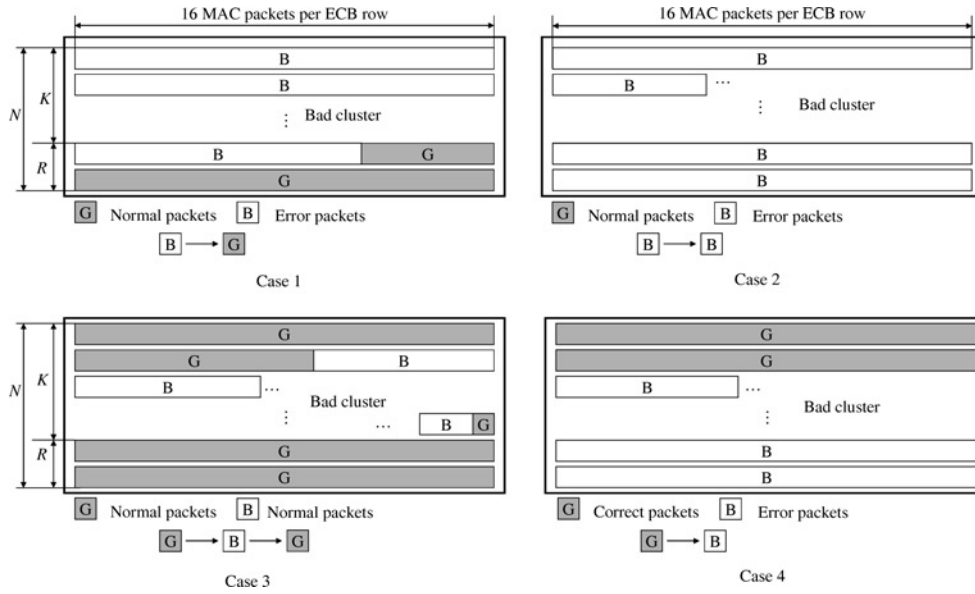 16 MAC packets per ECB row
B
B
⋮ Bad cluster
B G
G
N K R
G Normal packets B Error packets
B G
Case 1
16 MAC packets per ECB row
B
B ...
⋮ Bad cluster
B
B
G Normal packets B Error packets
B B
Case 2
G
G B
B ...
⋮ Bad cluster
... B G
G
G
N K R
G Normal packets B Normal packets
G B G
Case 3
G
G
B ...
⋮ Bad cluster
B
B
G Correct packets B Error packets
G B
Case 4